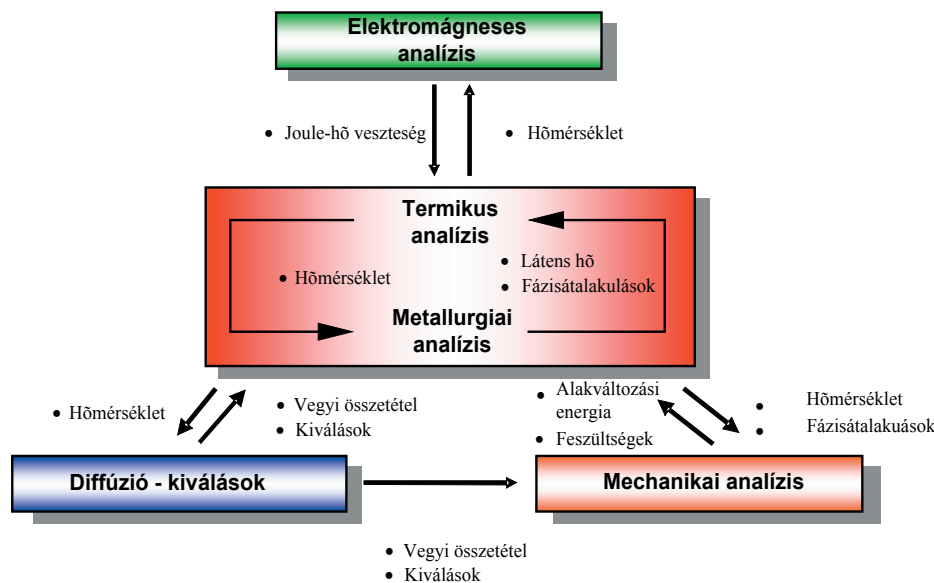 Elektromágneses
analízis
• Joule-hõ veszteség
• Hõmérséklet
Termikus
analízis
• Hõmérséklet
• Látens hõ
• Fázisátalakulások
Metallurgiai
analízis
• Hõmérséklet
• Vegyi összetétel
• Kiválások
• Alakváltozási
energia
• Feszültségek
• Hõmérséklet
• Fázisátalakuások
Diffúzió - kiválások
Mechanikai analízis
• Vegyi összetétel
• Kiválások